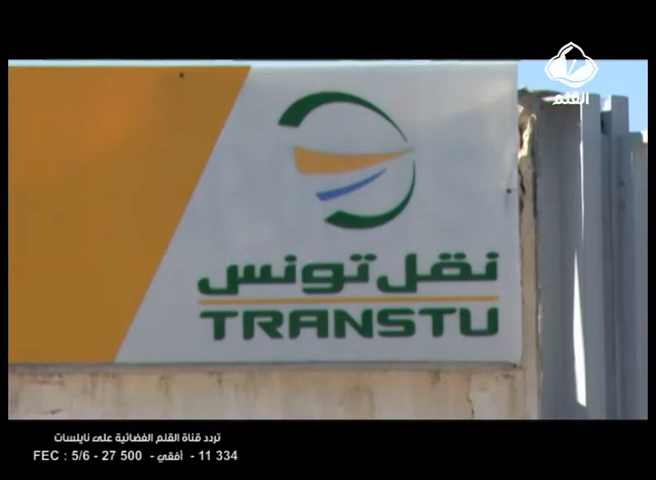 القلم
نقل تونس
TRANSTU
تردد قناة القلم الفضائية على نايلسات
FEC : 5/6 - 27 500 - أفقي - 11 334